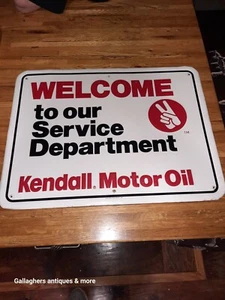 WELCOME
to our
Service
Department
Kendall® Motor Oil
Gallaghers antiques & more